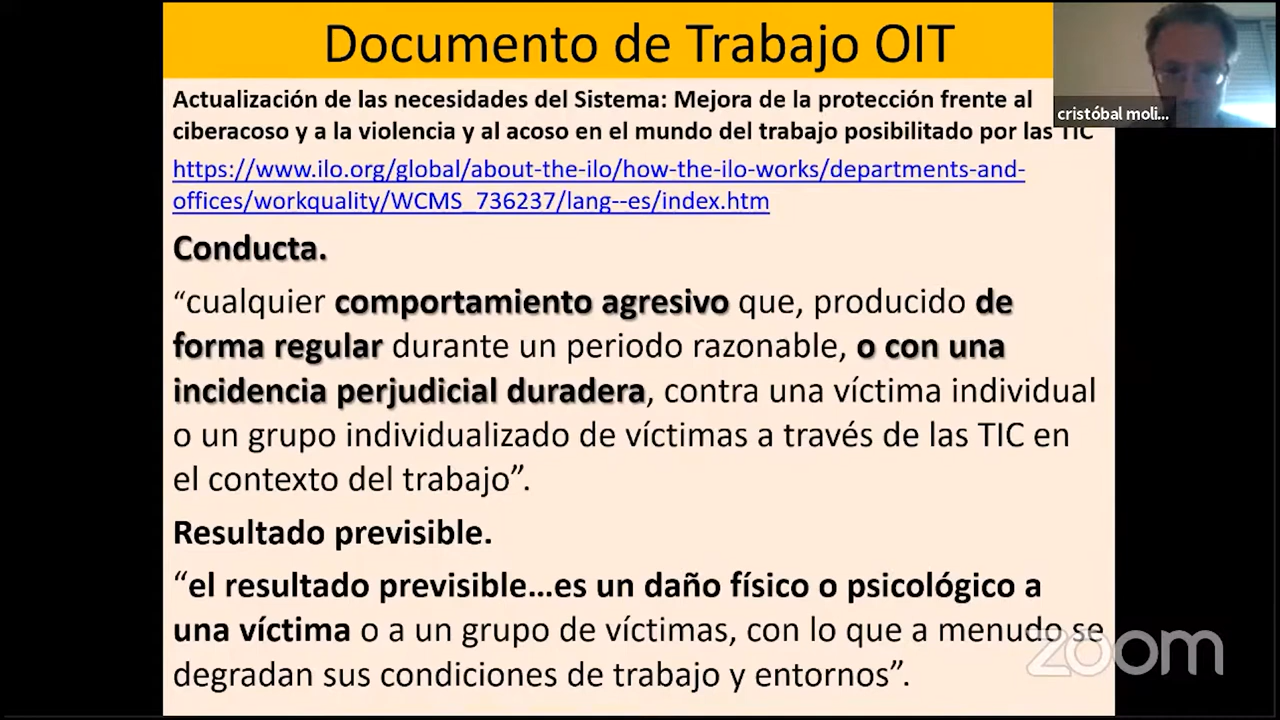 Documento de Trabajo OIT
cristóbal moli...
Actualización de las necesidades del Sistema: Mejora de la protección frente al
ciberacoso y a la violencia y al acoso en el mundo del trabajo posibilitado por las TIC
https://www.ilo.org/global/about-the-ilo/how-the-ilo-works/departments-and-
offices/workquality/WCMS_736237/lang--es/index.htm
Conducta.
“cualquier comportamiento agresivo que, producido de
forma regular durante un periodo razonable, o con una
incidencia perjudicial duradera, contra una víctima individual
o un grupo individualizado de víctimas a través de las TIC en
el contexto del trabajo”.
Resultado previsible.
“el resultado previsible...es un daño físico o psicológico a
una víctima o a un grupo de víctimas, con lo que a menudo se
degradan sus condiciones de trabajo y entornos”.
zoom